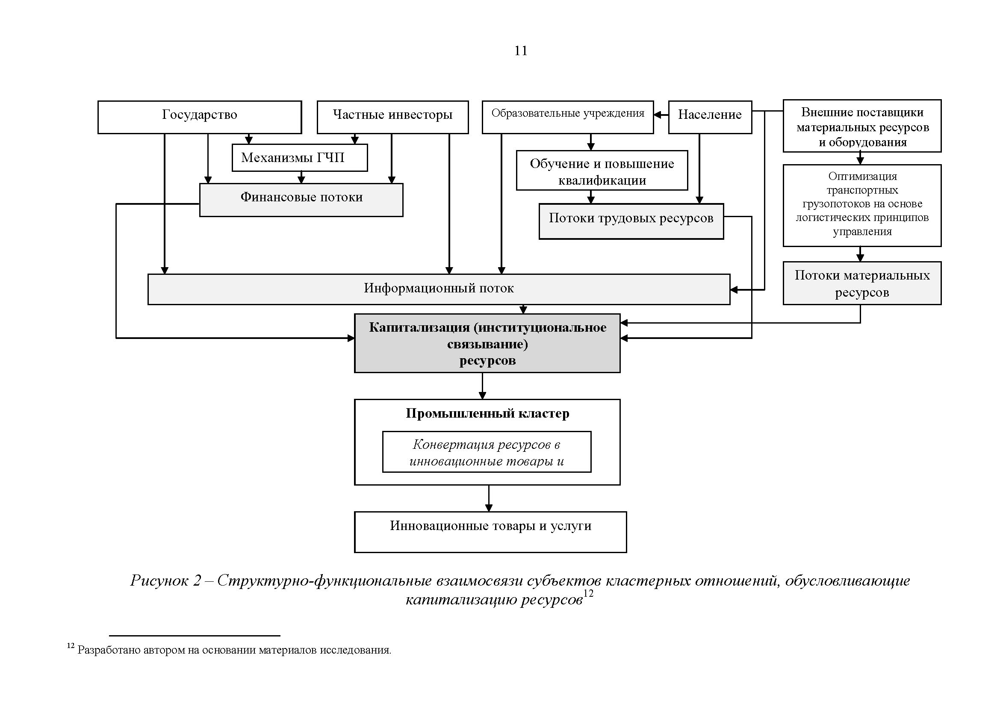 11
Государство
Частные инвесторы
Образовательные учреждения
Население
Внешние поставщики
материальных ресурсов
и оборудования
Механизмы ГЧП
Обучение и повышение
квалификации
Оптимизация
транспортных
грузопотоков на основе
логистических принципов
управления
Финансовые потоки
Потоки трудовых ресурсов
Потоки материальных
ресурсов
Информационный поток
Капитализация (институциональное
связывание)
ресурсов
Промышленный кластер
Конвертация ресурсов в
инновационные товары и
Инновационные товары и услуги
Рисунок 2 – Структурно-функциональные взаимосвязи субъектов кластерных отношений, обусловливающие
капитализацию ресурсов12
12 Разработано автором на основании материалов исследования.